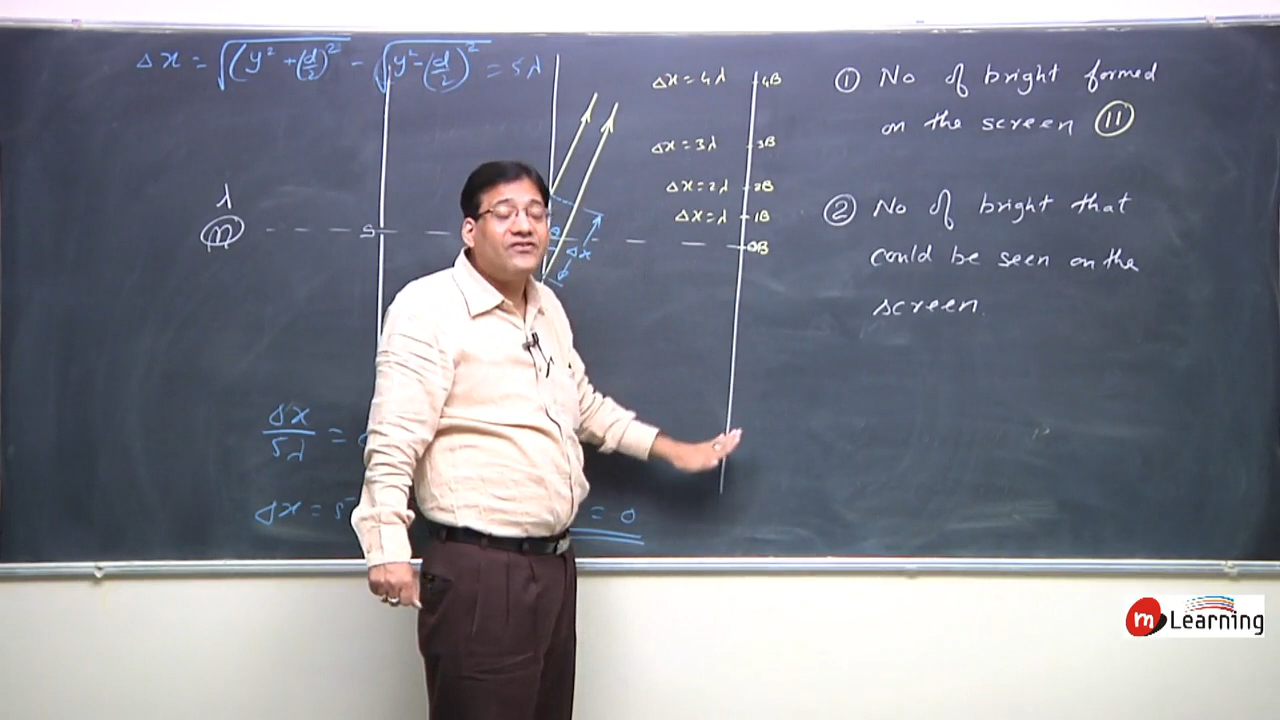 Δx = √(y² + (d/2)²) − √(y² − (d/2)²) = 5λ
Δx = 4λ 4B
Δx = 3λ 3B
Δx = 2λ 2B
Δx = λ 1B
0B
λ
S
Δx
Δx/5λ =
Δx = 5
= 0
① No of bright formed
on the screen ⑪
② No of bright that
could be seen on the
screen.
m Learning